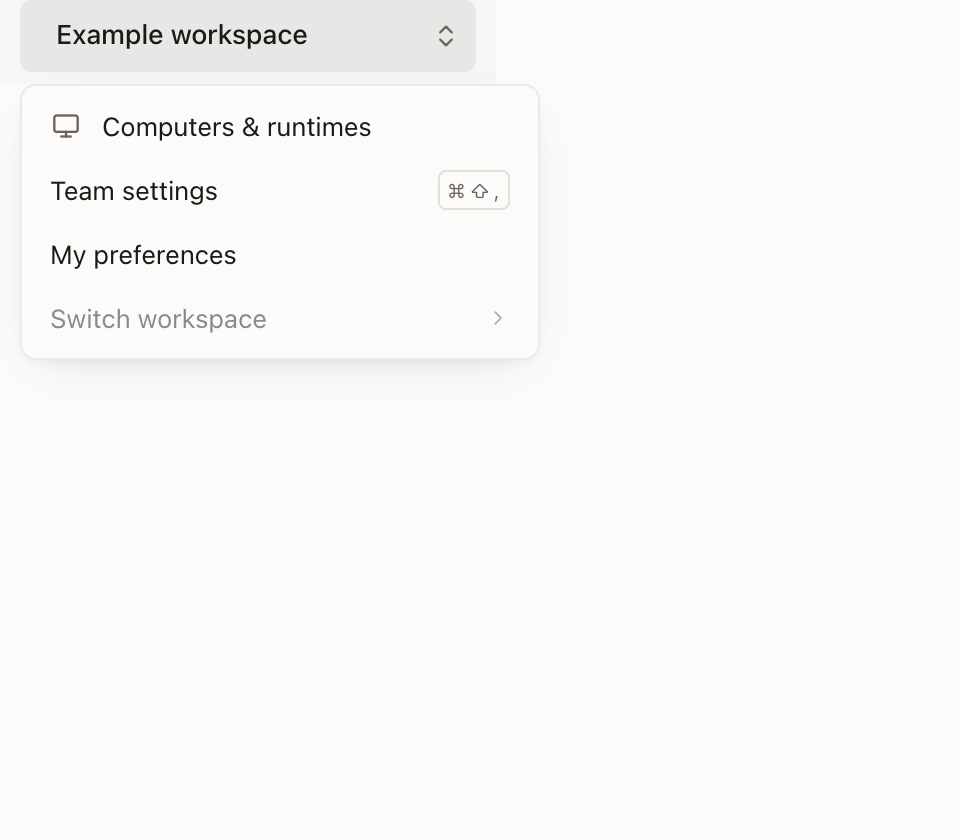 Example workspace
Computers & runtimes
Team settings ⌘⇧,
My preferences
Switch workspace